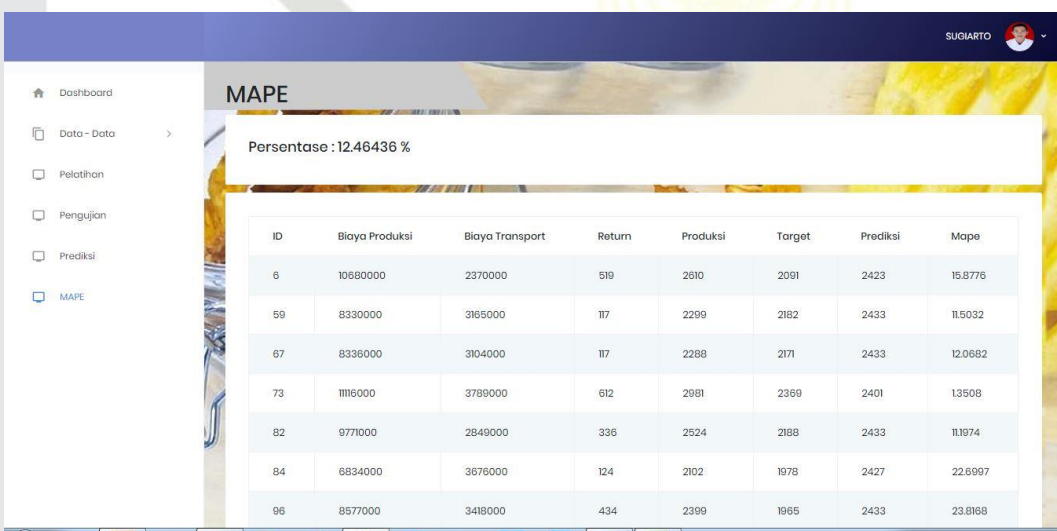 SUGIARTO
Dashboard
Data - Data
Pelatihan
Pengujian
Prediksi
MAPE
MAPE
Persentase : 12.46436 %
ID Biaya Produksi Biaya Transport Return Produksi Target Prediksi Mape
6 10680000 2370000 519 2610 2091 2423 15.8776
59 8330000 3165000 117 2299 2182 2433 11.5032
67 8336000 3104000 117 2288 2171 2433 12.0682
73 11116000 3789000 612 2981 2369 2401 1.3508
82 9771000 2849000 336 2524 2188 2433 11.1974
84 6834000 3676000 124 2102 1978 2427 22.6997
96 8577000 3418000 434 2399 1965 2433 23.8168